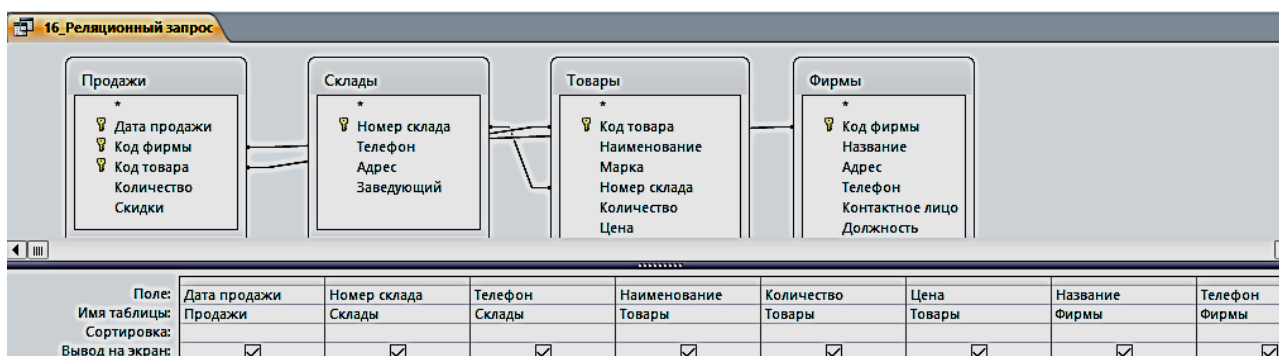 16_Реляционный запрос
Продажи
*
Дата продажи
Код фирмы
Код товара
Количество
Скидки
Склады
*
Номер склада
Телефон
Адрес
Заведующий
Товары
*
Код товара
Наименование
Марка
Номер склада
Количество
Цена
Фирмы
*
Код фирмы
Название
Адрес
Телефон
Контактное лицо
Должность
Поле: Дата продажи Номер склада Телефон Наименование Количество Цена Название Телефон
Имя таблицы: Продажи Склады Склады Товары Товары Товары Фирмы Фирмы
Сортировка:
Вывод на экран: